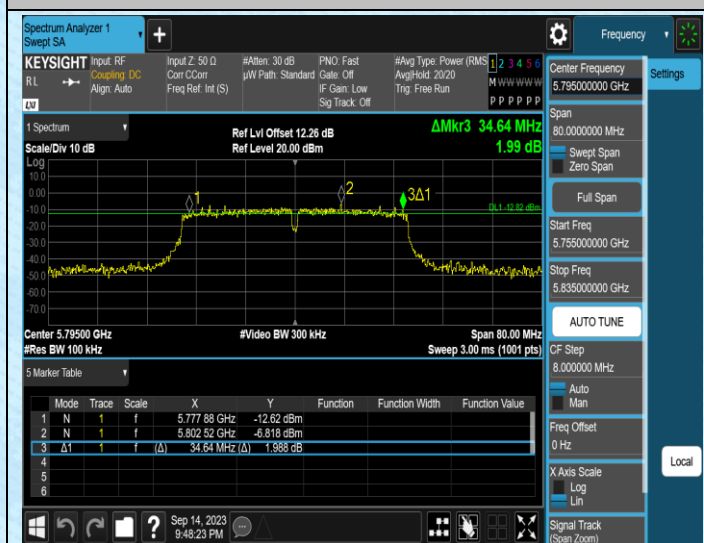 Spectrum Analyzer 1
Swept SA
+
Frequency
KEYSIGHT
RL
Input: RF
Coupling: DC
Align: Auto
Input Z: 50 Ω
Corr CCorr
Freq Ref: Int (S)
#Atten: 30 dB
µW Path: Standard
PNO: Fast
Gate: Off
IF Gain: Low
Sig Track: Off
#Avg Type: Power (RMS
Avg|Hold: 20/20
Trig: Free Run
1 2 3 4 5 6
M W W W W W
P P P P P P
1 Spectrum
Scale/Div 10 dB
Ref Lvl Offset 12.26 dB
Ref Level 20.00 dBm
ΔMkr3 34.64 MHz
1.99 dB
Log
10.0
0.00
-10.0
-20.0
-30.0
-40.0
-50.0
-60.0
-70.0
1
2
3Δ1
DL1 -12.82 dBm
Center 5.79500 GHz
#Video BW 300 kHz
Span 80.00 MHz
#Res BW 100 kHz
Sweep 3.00 ms (1001 pts)
5 Marker Table
Mode Trace Scale X Y Function Function Width Function Value
1 N 1 f 5.777 88 GHz -12.62 dBm
2 N 1 f 5.802 52 GHz -6.818 dBm
3 Δ1 1 f (Δ) 34.64 MHz (Δ) 1.988 dB
4
5
6
Sep 14, 2023
9:48:23 PM
?
Center Frequency
5.795000000 GHz
Settings
Span
80.0000000 MHz
Swept Span
Zero Span
Full Span
Start Freq
5.755000000 GHz
Stop Freq
5.835000000 GHz
AUTO TUNE
CF Step
8.000000 MHz
Auto
Man
Freq Offset
0 Hz
X Axis Scale
Log
Lin
Local
Signal Track
(Span Zoom)